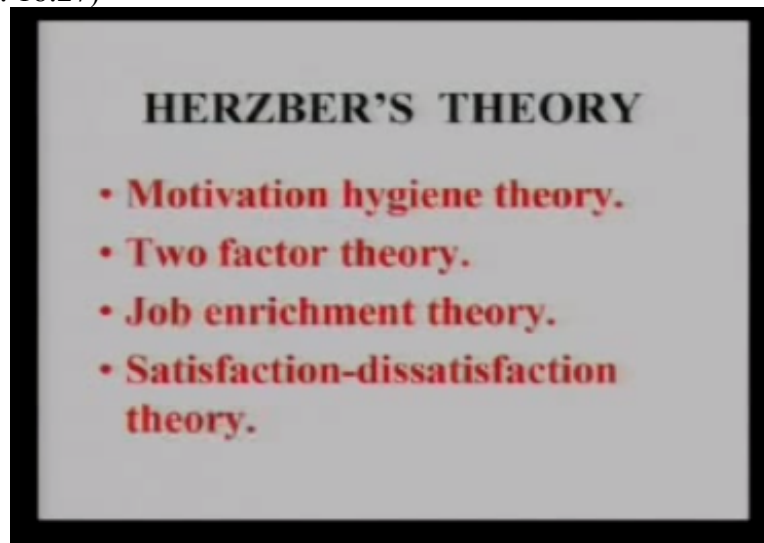 HERZBER'S THEORY
• Motivation hygiene theory.
• Two factor theory.
• Job enrichment theory.
• Satisfaction-dissatisfaction
theory.